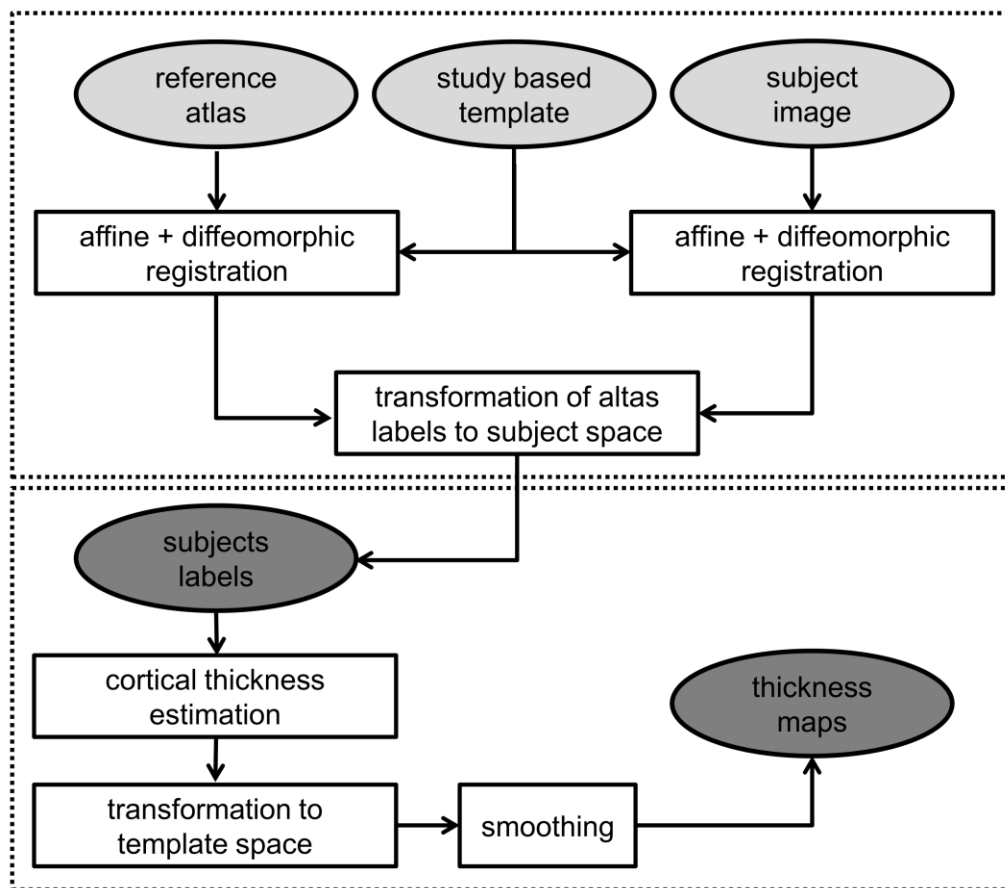 reference
atlas
study based
template
subject
image
affine + diffeomorphic
registration
affine + diffeomorphic
registration
transformation of altas
labels to subject space
subjects
labels
cortical thickness
estimation
thickness
maps
transformation to
template space
smoothing